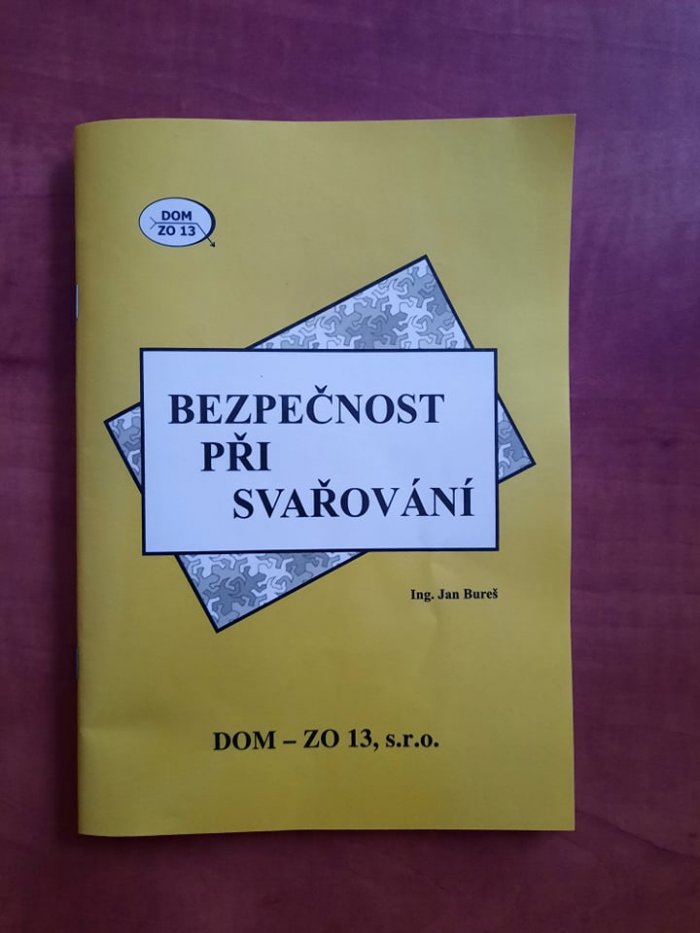 DOM
ZO 13
BEZPEČNOST
PŘI
SVAŘOVÁNÍ
Ing. Jan Bureš
DOM – ZO 13, s.r.o.